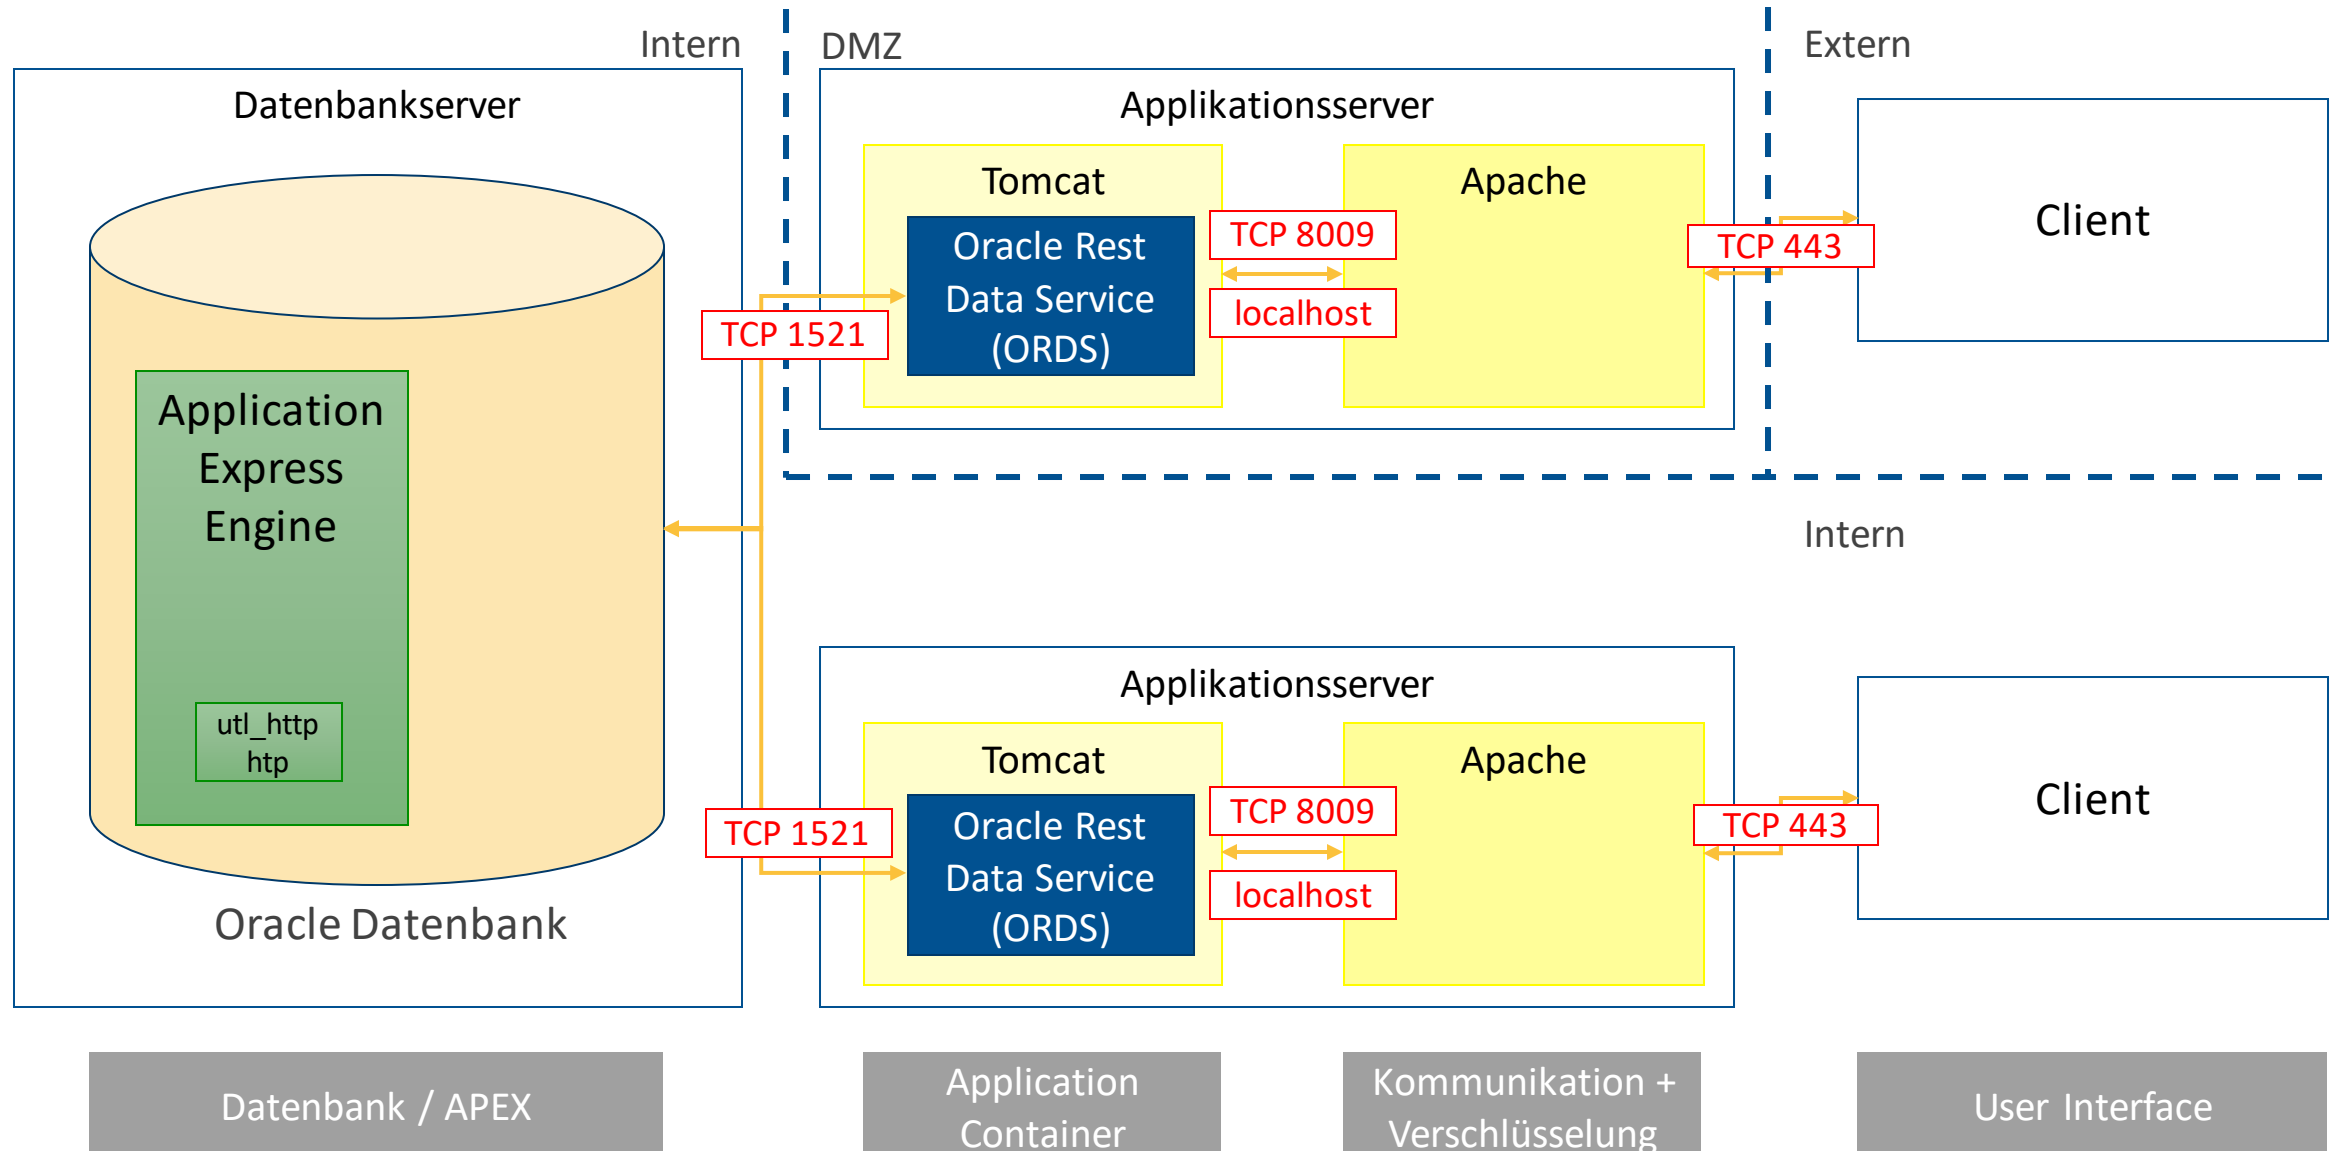 Intern
DMZ
Extern
Datenbankserver
Applikationsserver
Tomcat
Apache
Client
Oracle Rest
Data Service
(ORDS)
TCP 8009
localhost
TCP 443
TCP 1521
Application
Express
Engine
utl_http
htp
Oracle Datenbank
Intern
Applikationsserver
Tomcat
Apache
Client
Oracle Rest
Data Service
(ORDS)
TCP 8009
localhost
TCP 443
TCP 1521
Datenbank / APEX
Application
Container
Kommunikation +
Verschlüsselung
User Interface